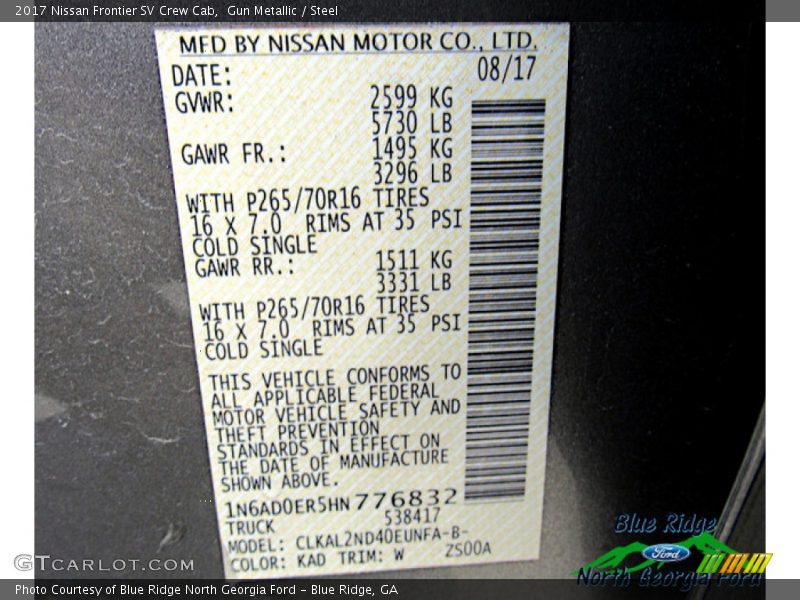 2017 Nissan Frontier SV Crew Cab,  Gun Metallic / Steel
MFD BY NISSAN MOTOR CO., LTD.
DATE: 08/17
GVWR: 2599 KG
5730 LB
GAWR FR.: 1495 KG
3296 LB
WITH P265/70R16 TIRES
16 X 7.0 RIMS AT 35 PSI
COLD SINGLE
GAWR RR.: 1511 KG
3331 LB
WITH P265/70R16 TIRES
16 X 7.0 RIMS AT 35 PSI
COLD SINGLE
THIS VEHICLE CONFORMS TO
ALL APPLICABLE FEDERAL
MOTOR VEHICLE SAFETY AND
THEFT PREVENTION
STANDARDS IN EFFECT ON
THE DATE OF MANUFACTURE
SHOWN ABOVE.
1N6AD0ER5HN776832
TRUCK 538417
MODEL: CLKAL2ND40EUNFA-B-
COLOR: KAD TRIM: W ZS00A
Blue Ridge
Ford
North Georgia Ford
GTcarlot.com
Photo Courtesy of Blue Ridge North Georgia Ford - Blue Ridge, GA